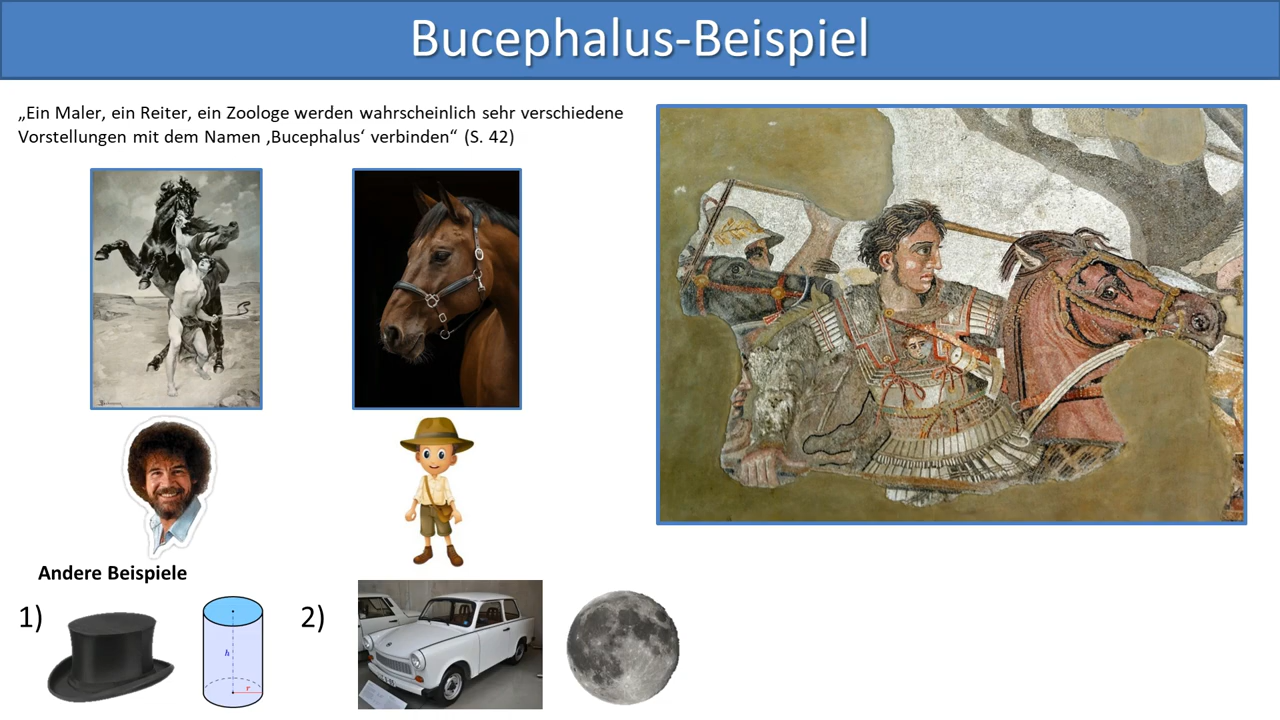 Bucephalus-Beispiel
„Ein Maler, ein Reiter, ein Zoologe werden wahrscheinlich sehr verschiedene
Vorstellungen mit dem Namen ‚Bucephalus‘ verbinden“ (S. 42)
Andere Beispiele
1)
h
r
2)